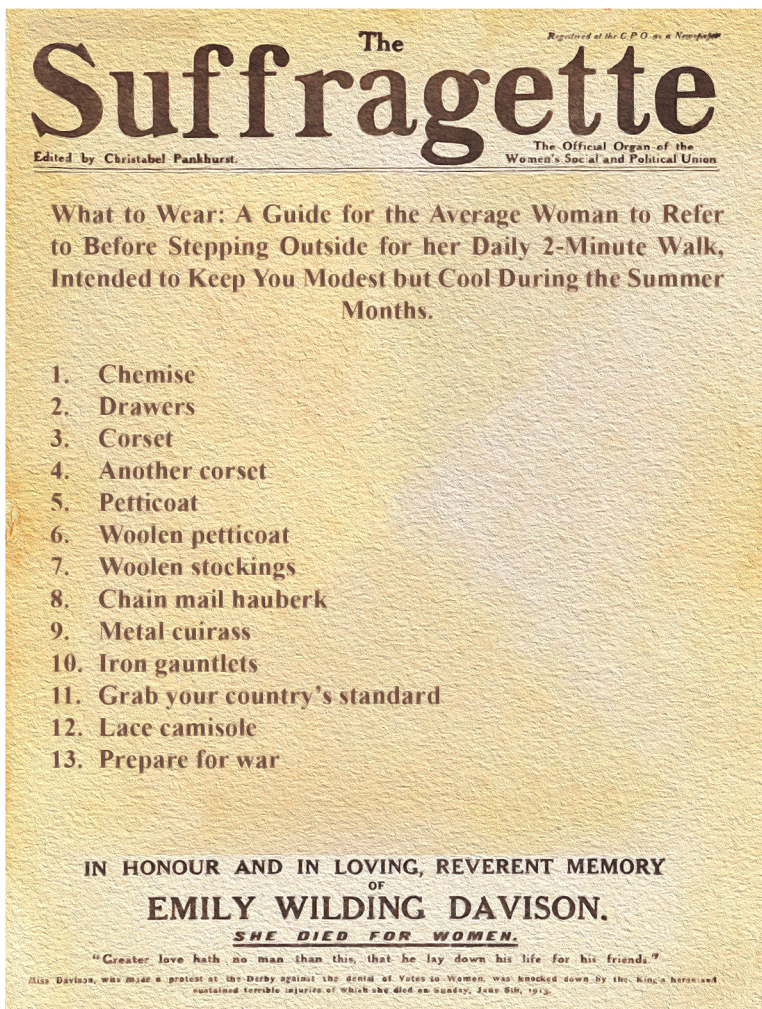 The
Registered at the G P O as a Newspaper
Suffragette
Edited by Christabel Pankhurst.
The Official Organ of the
Women's Social and Political Union
What to Wear: A Guide for the Average Woman to Refer
to Before Stepping Outside for her Daily 2-Minute Walk,
Intended to Keep You Modest but Cool During the Summer
Months.
1. Chemise
2. Drawers
3. Corset
4. Another corset
5. Petticoat
6. Woolen petticoat
7. Woolen stockings
8. Chain mail hauberk
9. Metal cuirass
10. Iron gauntlets
11. Grab your country's standard
12. Lace camisole
13. Prepare for war
IN HONOUR AND IN LOVING, REVERENT MEMORY
OF
EMILY WILDING DAVISON.
SHE DIED FOR WOMEN.
"Greater love hath no man than this, that he lay down his life for his friends."
Miss Davison, who made a protest at the Derby against the denial of Votes to Women, was knocked down by the King's horse and
sustained terrible injuries of which she died on Sunday, June 8th, 1913.